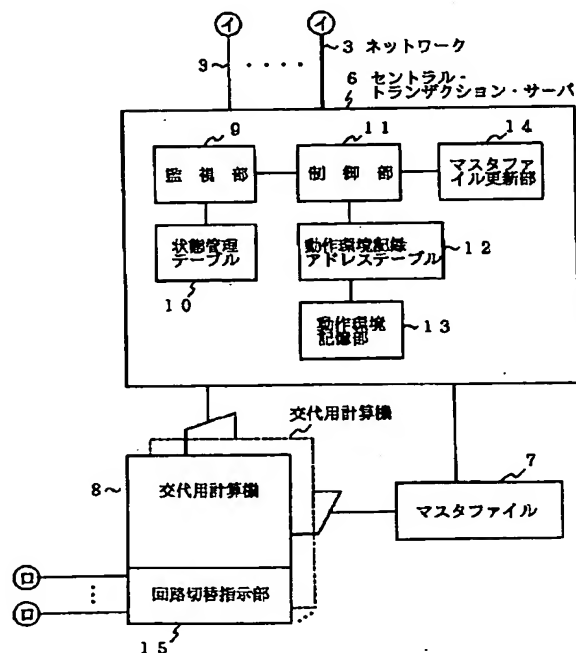 イ
イ
3
3 ネットワーク
6 セントラル・
トランザクション・サーバ
9
11
14
監視部
制御部
マスタファ
イル更新部
状態管理
テーブル
動作環境記録
アドレステーブル
12
10
動作環境
記憶部
13
交代用計算機
8
交代用計算機
7
マスタファイル
ロ
ロ
回路切替指示部
15